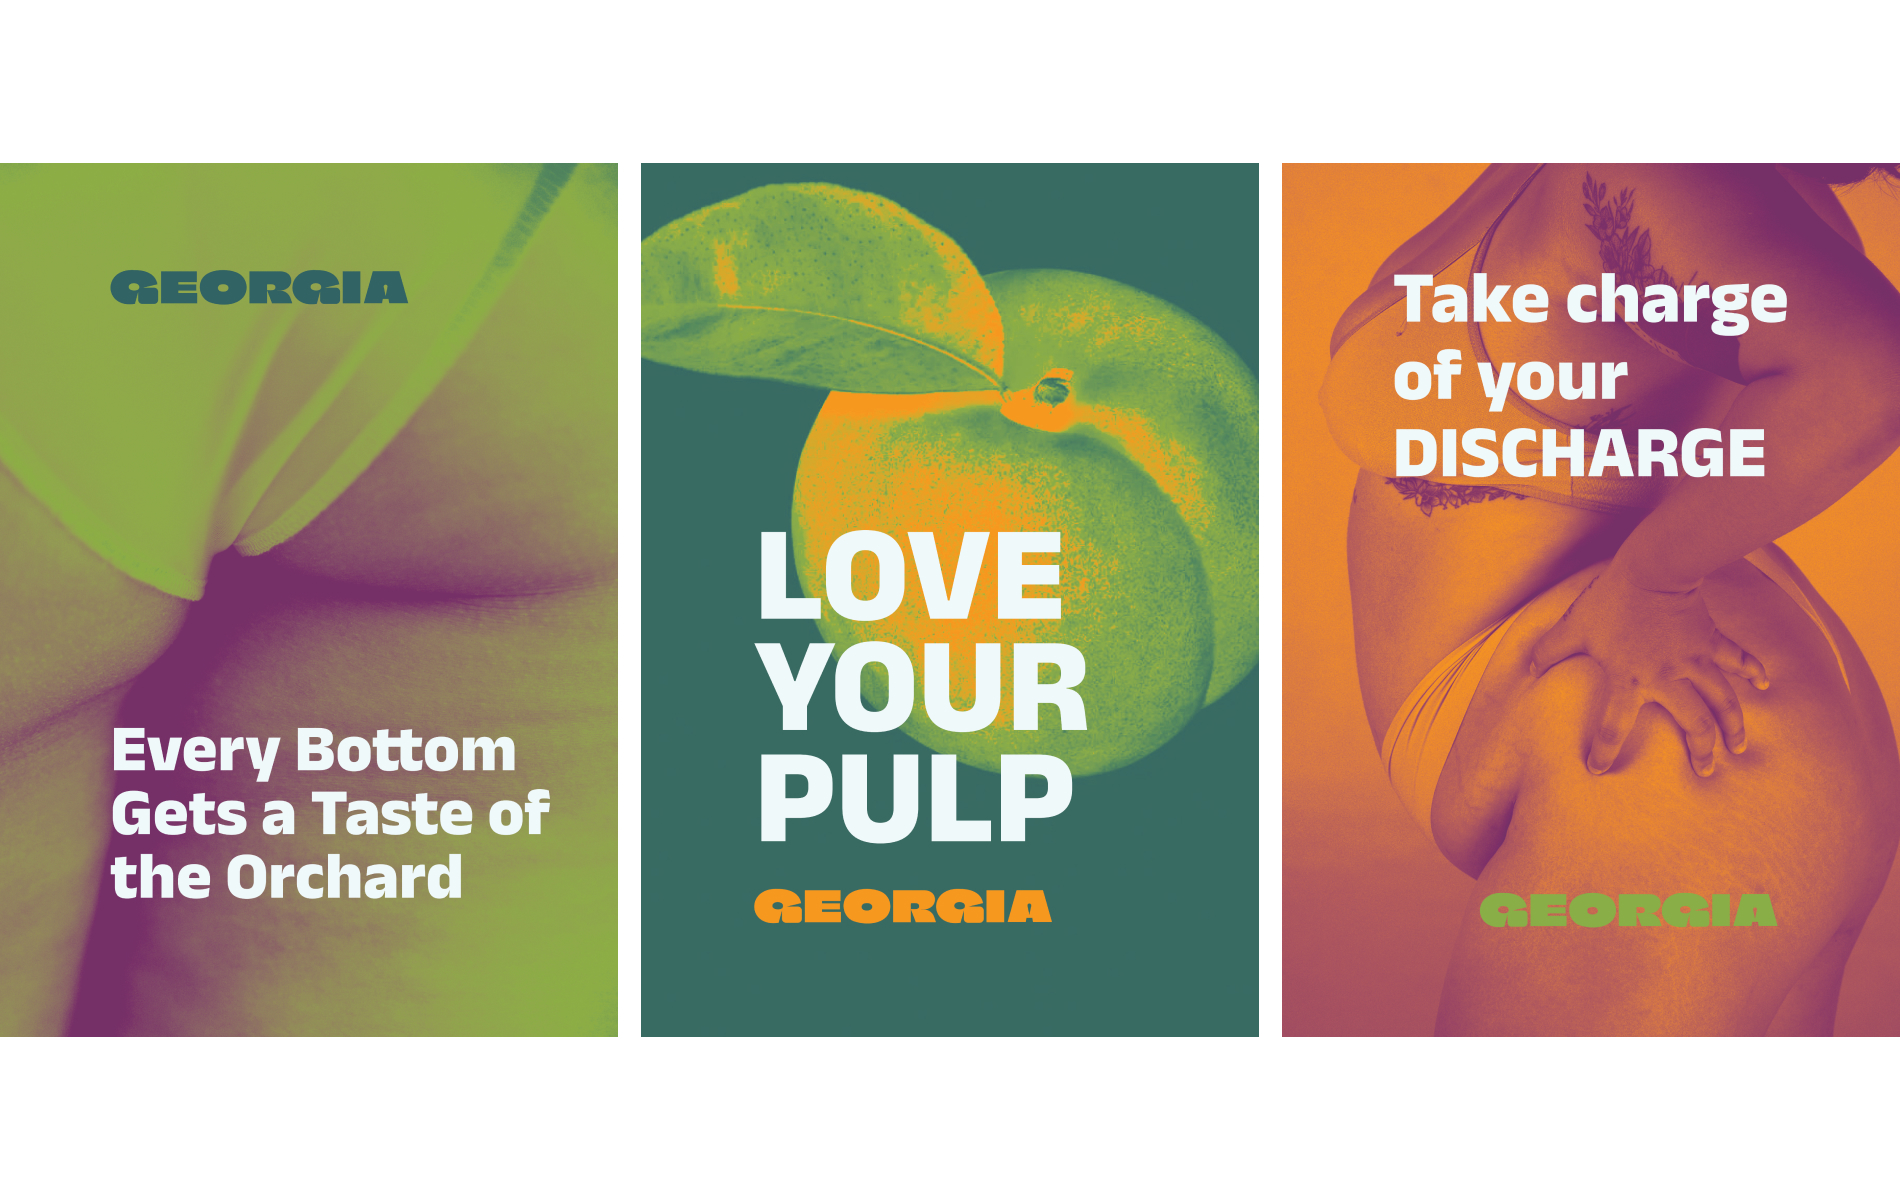 GEORGIA
Every Bottom
Gets a Taste of
the Orchard
LOVE
YOUR
PULP
GEORGIA
Take charge
of your
DISCHARGE
GEORGIA